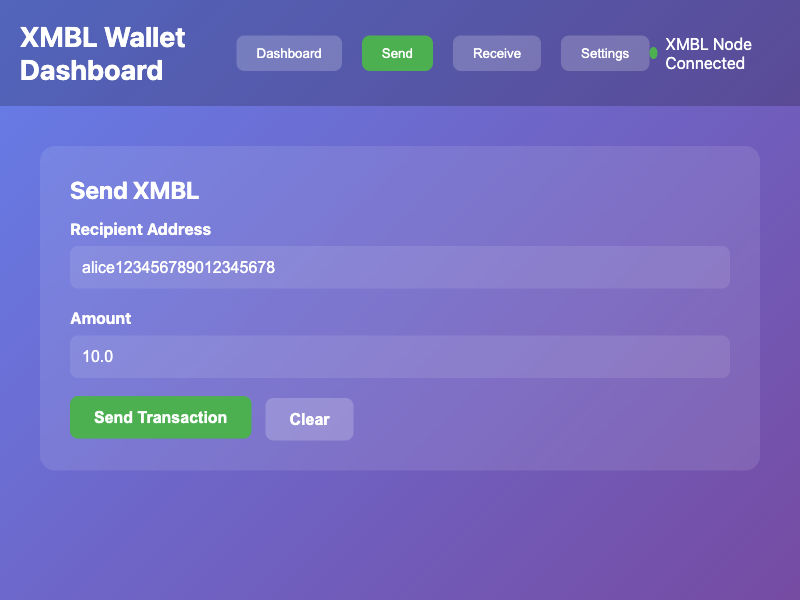 XMBL Wallet
Dashboard
Dashboard
Send
Receive
Settings
XMBL Node
Connected
Send XMBL
Recipient Address
alice123456789012345678
Amount
10.0
Send Transaction
Clear